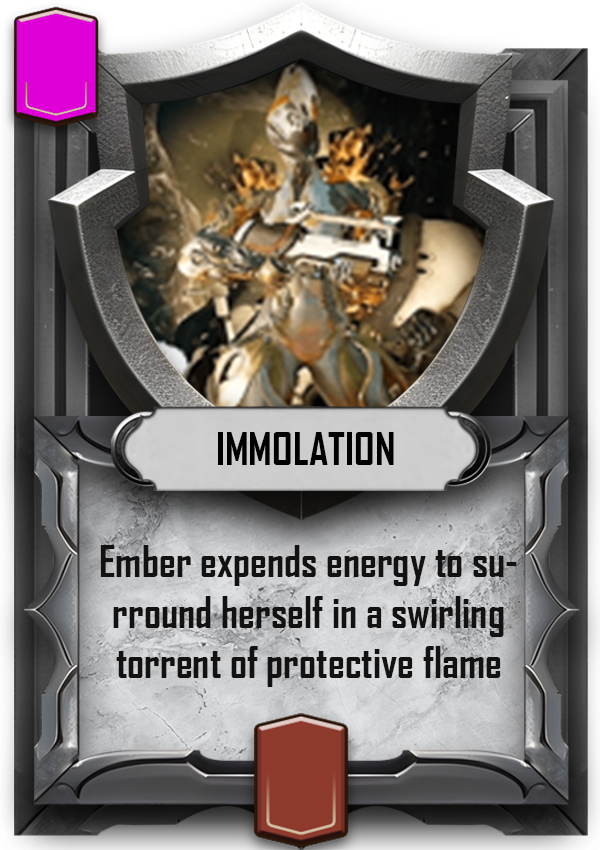 IMMOLATION
Ember expends energy to su-
rround herself in a swirling
torrent of protective flame